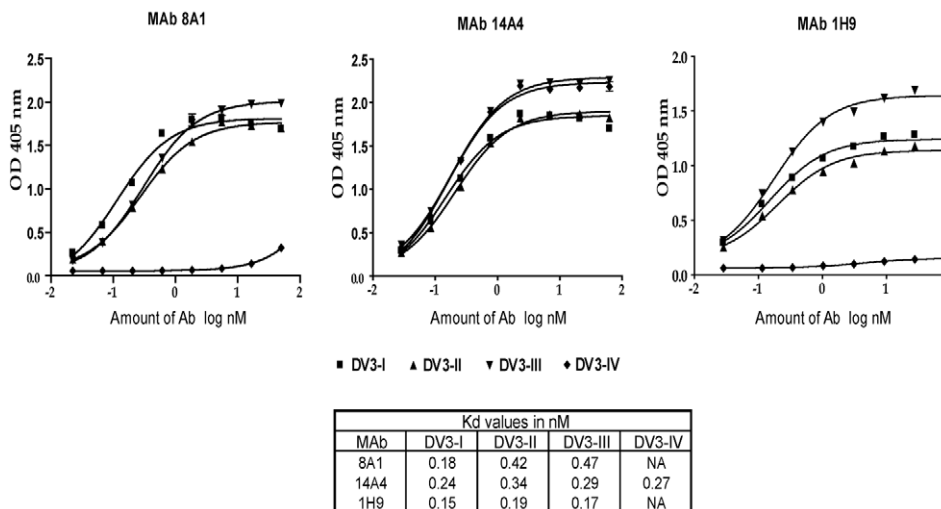 MAb 8A1
MAb 14A4
MAb 1H9
OD 405 nm
2.5
2.0
1.5
1.0
0.5
0.0
-2 -1 0 1 2
Amount of Ab log nM
OD 405 nm
2.5
2.0
1.5
1.0
0.5
0.0
-2 -1 0 1 2
Amount of Ab log nM
OD 405 nm
2.0
1.5
1.0
0.5
0.0
-2 -1 0 1
Amount of Ab log nM
DV3-I DV3-II DV3-III DV3-IV
Kd values in nM
MAb DV3-I DV3-II DV3-III DV3-IV
8A1 0.18 0.42 0.47 NA
14A4 0.24 0.34 0.29 0.27
1H9 0.15 0.19 0.17 NA